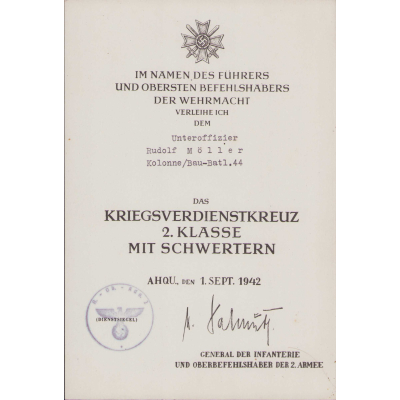 IM NAMEN DES FÜHRERS
UND OBERSTEN BEFEHLSHABERS
DER WEHRMACHT
VERLEIHE ICH
DEM
Unteroffizier
Rudolf Möller
Kolonne/Bau-Batl.44
DAS
KRIEGSVERDIENSTKREUZ
2. KLASSE
MIT SCHWERTERN
AHQU., DEN 1. SEPT. 1942
(DIENSTSIEGEL)
GENERAL DER INFANTERIE
UND OBERBEFEHLSHABER DER 2. ARMEE